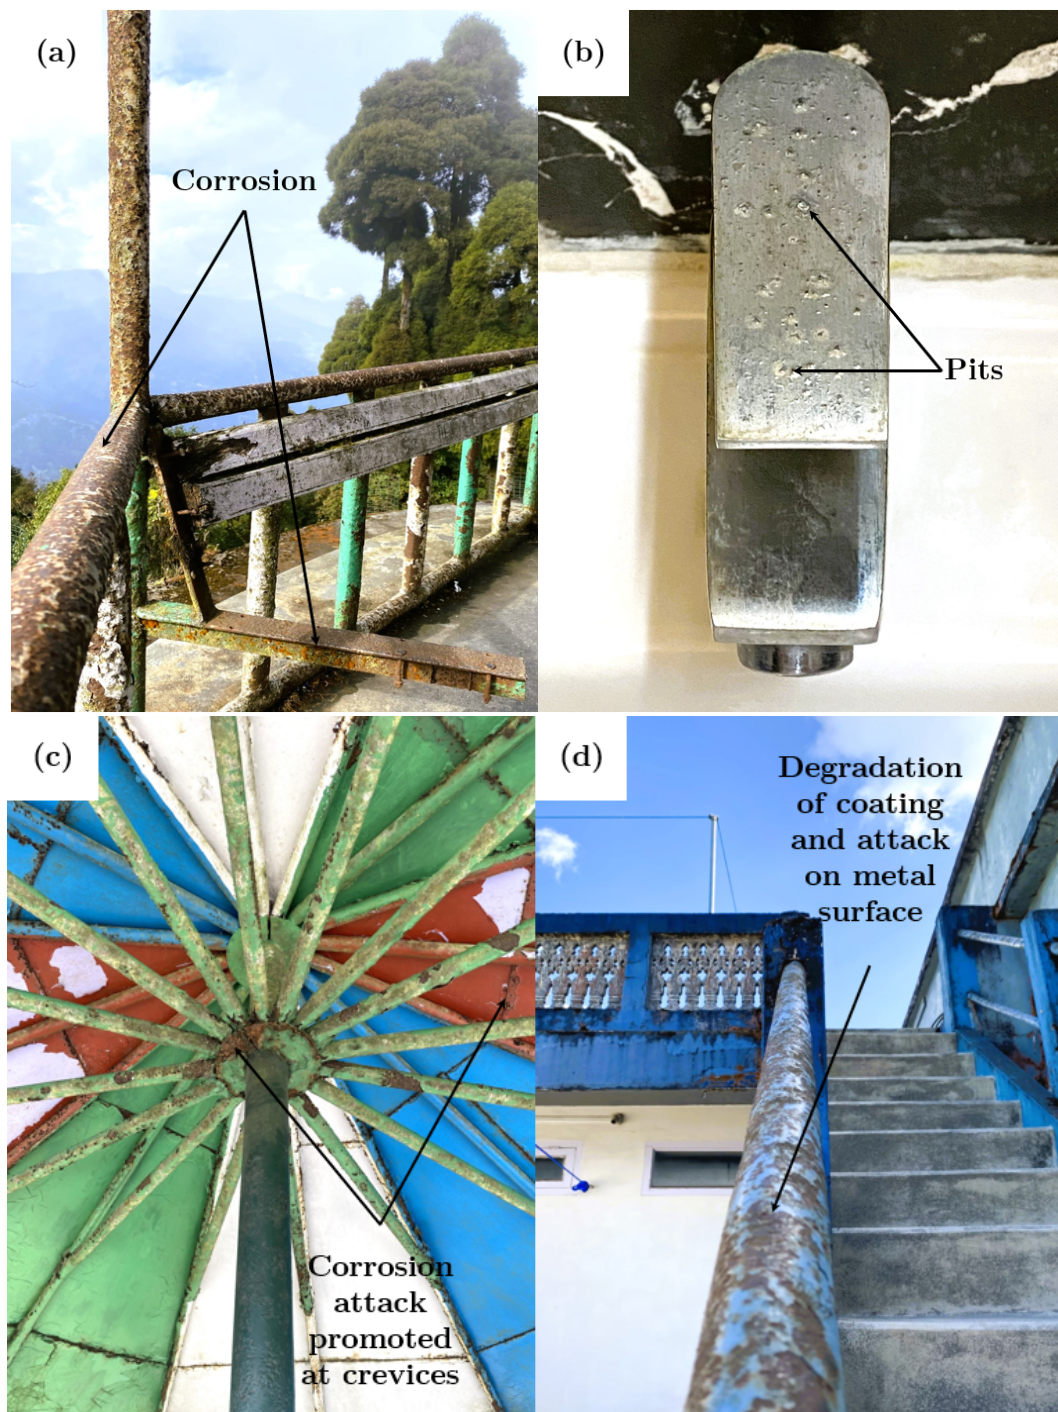 (a)
Corrosion
(b)
Pits
(c)
Corrosion
attack
promoted
at crevices
(d)
Degradation
of coating
and attack
on metal
surface